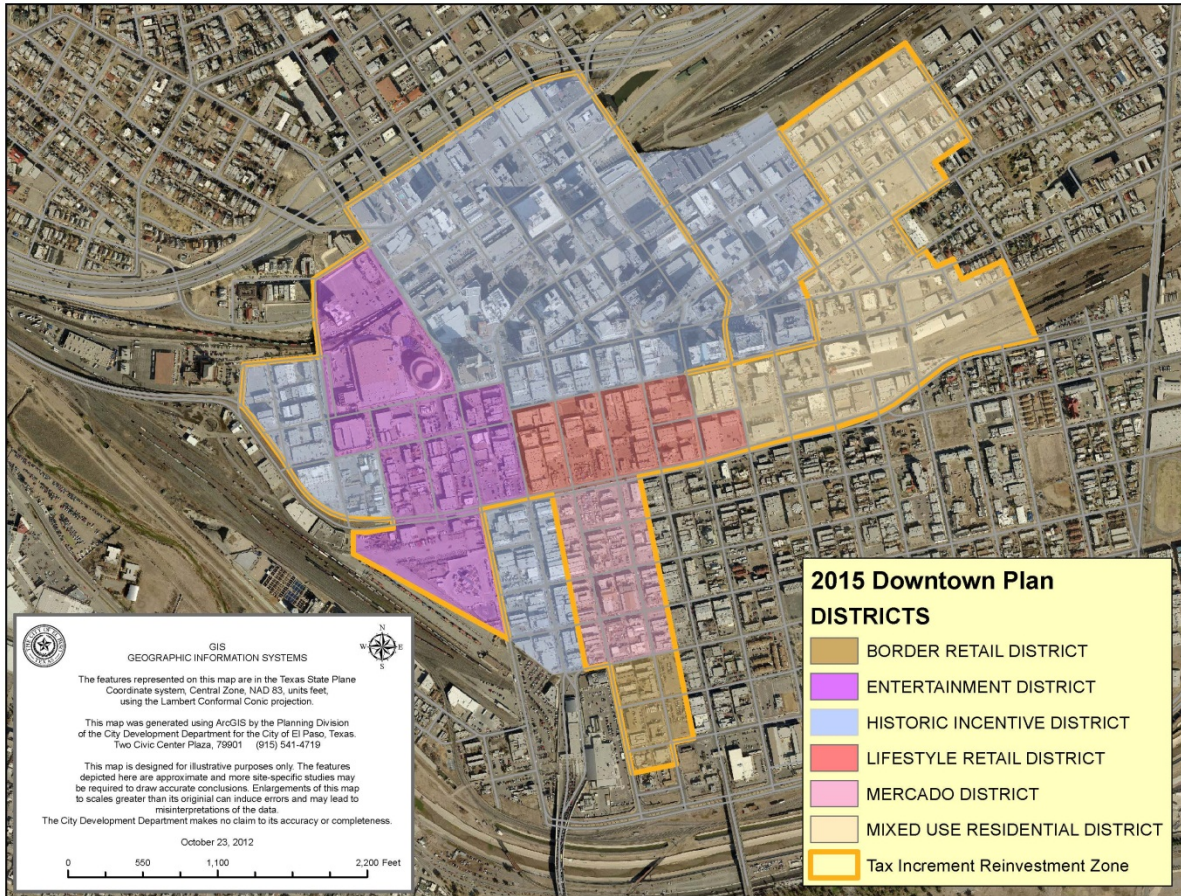 2015 Downtown Plan
DISTRICTS
BORDER RETAIL DISTRICT
ENTERTAINMENT DISTRICT
HISTORIC INCENTIVE DISTRICT
LIFESTYLE RETAIL DISTRICT
MERCADO DISTRICT
MIXED USE RESIDENTIAL DISTRICT
Tax Increment Reinvestment Zone
THE CITY OF EL PASO
TEXAS
N
W
E
S
GIS
GEOGRAPHIC INFORMATION SYSTEMS
The features represented on this map are in the Texas State Plane
Coordinate system, Central Zone, NAD 83, units feet,
using the Lambert Conformal Conic projection.
This map was generated using ArcGIS by the Planning Division
of the City Development Department for the City of El Paso, Texas.
Two Civic Center Plaza, 79901 (915) 541-4719
This map is designed for illustrative purposes only. The features
depicted here are approximate and more site-specific studies may
be required to draw accurate conclusions. Enlargements of this map
to scales greater than its originial can induce errors and may lead to
misinterpretations of the data.
The City Development Department makes no claim to its accuracy or completeness.
October 23, 2012
0 550 1,100 2,200 Feet